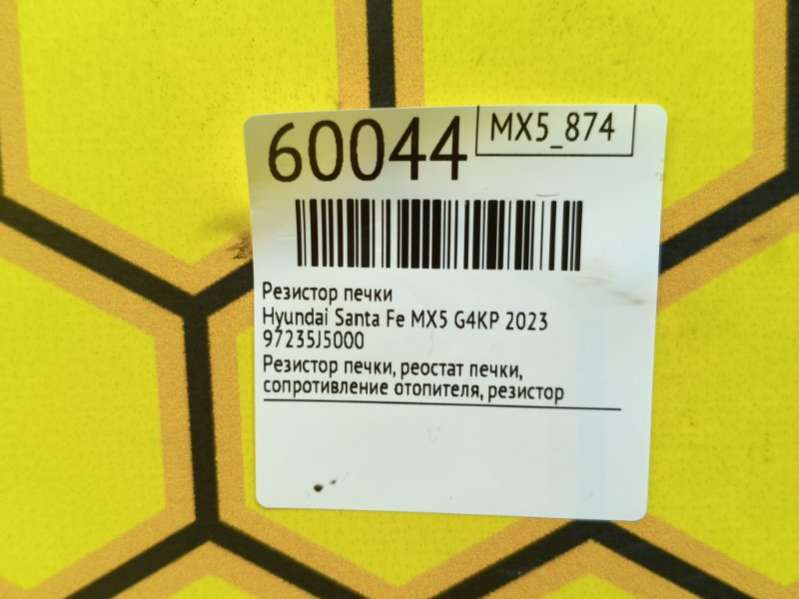 60044
MX5_874
Резистор печки
Hyundai Santa Fe MX5 G4KP 2023
97235J5000
Резистор печки, реостат печки,
сопротивление отопителя, резистор